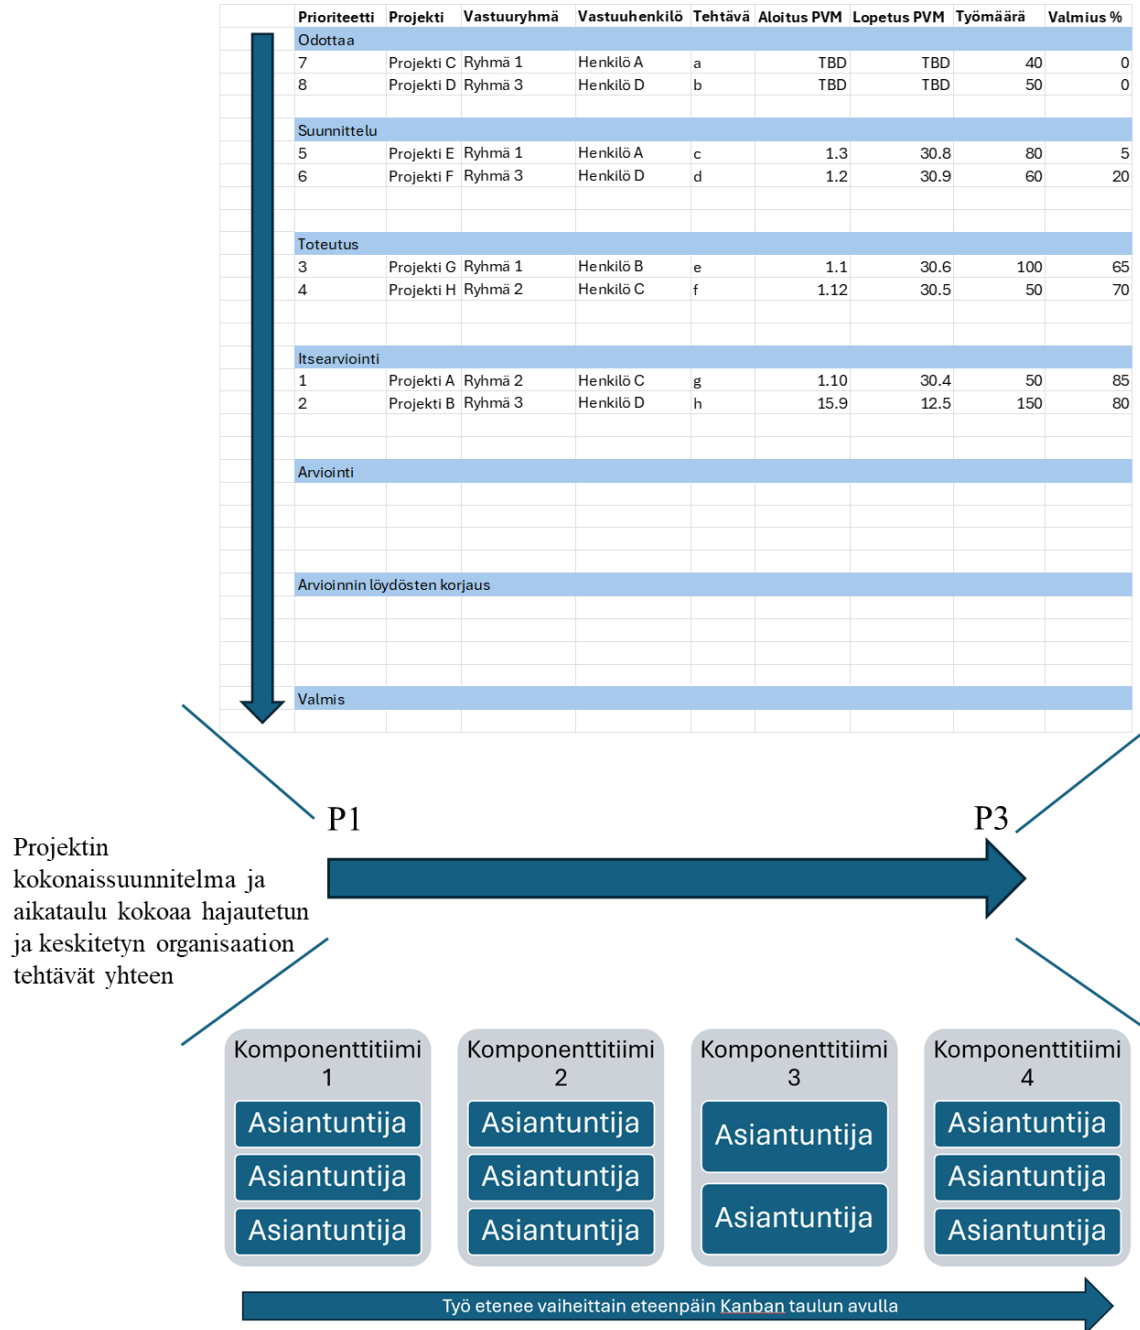 Prioriteetti Projekti Vastuuryhmä Vastuuhenkilö Tehtävä Aloitus PVM Lopetus PVM Työmäärä Valmius %
Odottaa
7 Projekti C Ryhmä 1 Henkilö A a TBD TBD 40 0
8 Projekti D Ryhmä 3 Henkilö D b TBD TBD 50 0
Suunnittelu
5 Projekti E Ryhmä 1 Henkilö A c 1.3 30.8 80 5
6 Projekti F Ryhmä 3 Henkilö D d 1.2 30.9 60 20
Toteutus
3 Projekti G Ryhmä 1 Henkilö B e 1.1 30.6 100 65
4 Projekti H Ryhmä 2 Henkilö C f 1.12 30.5 50 70
Itsearviointi
1 Projekti A Ryhmä 2 Henkilö C g 1.10 30.4 50 85
2 Projekti B Ryhmä 3 Henkilö D h 15.9 12.5 150 80
Arviointi
Arvioinnin löydösten korjaus
Valmis
P1 P3
Projektin
kokonaissuunnitelma ja
aikataulu kokoaa hajautetun
ja keskitetyn organisaation
tehtävät yhteen
Komponenttitiimi
1
Asiantuntija
Asiantuntija
Asiantuntija
Komponenttitiimi
2
Asiantuntija
Asiantuntija
Asiantuntija
Komponenttitiimi
3
Asiantuntija
Asiantuntija
Komponenttitiimi
4
Asiantuntija
Asiantuntija
Asiantuntija
Työ etenee vaiheittain eteenpäin Kanban taulun avulla